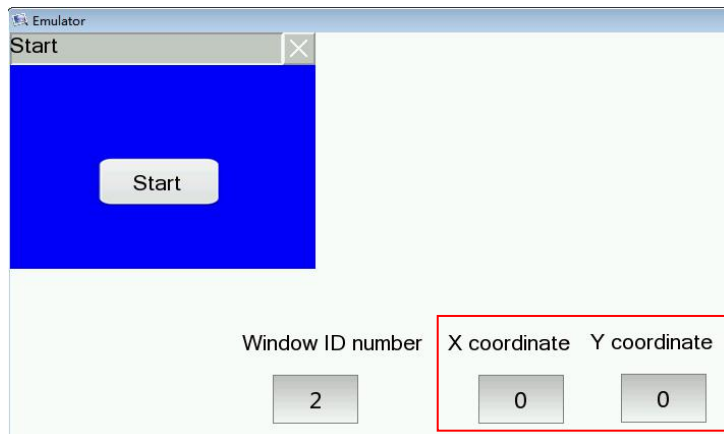 Emulator
Start
Start
Window ID number
X coordinate
Y coordinate
2
0
0